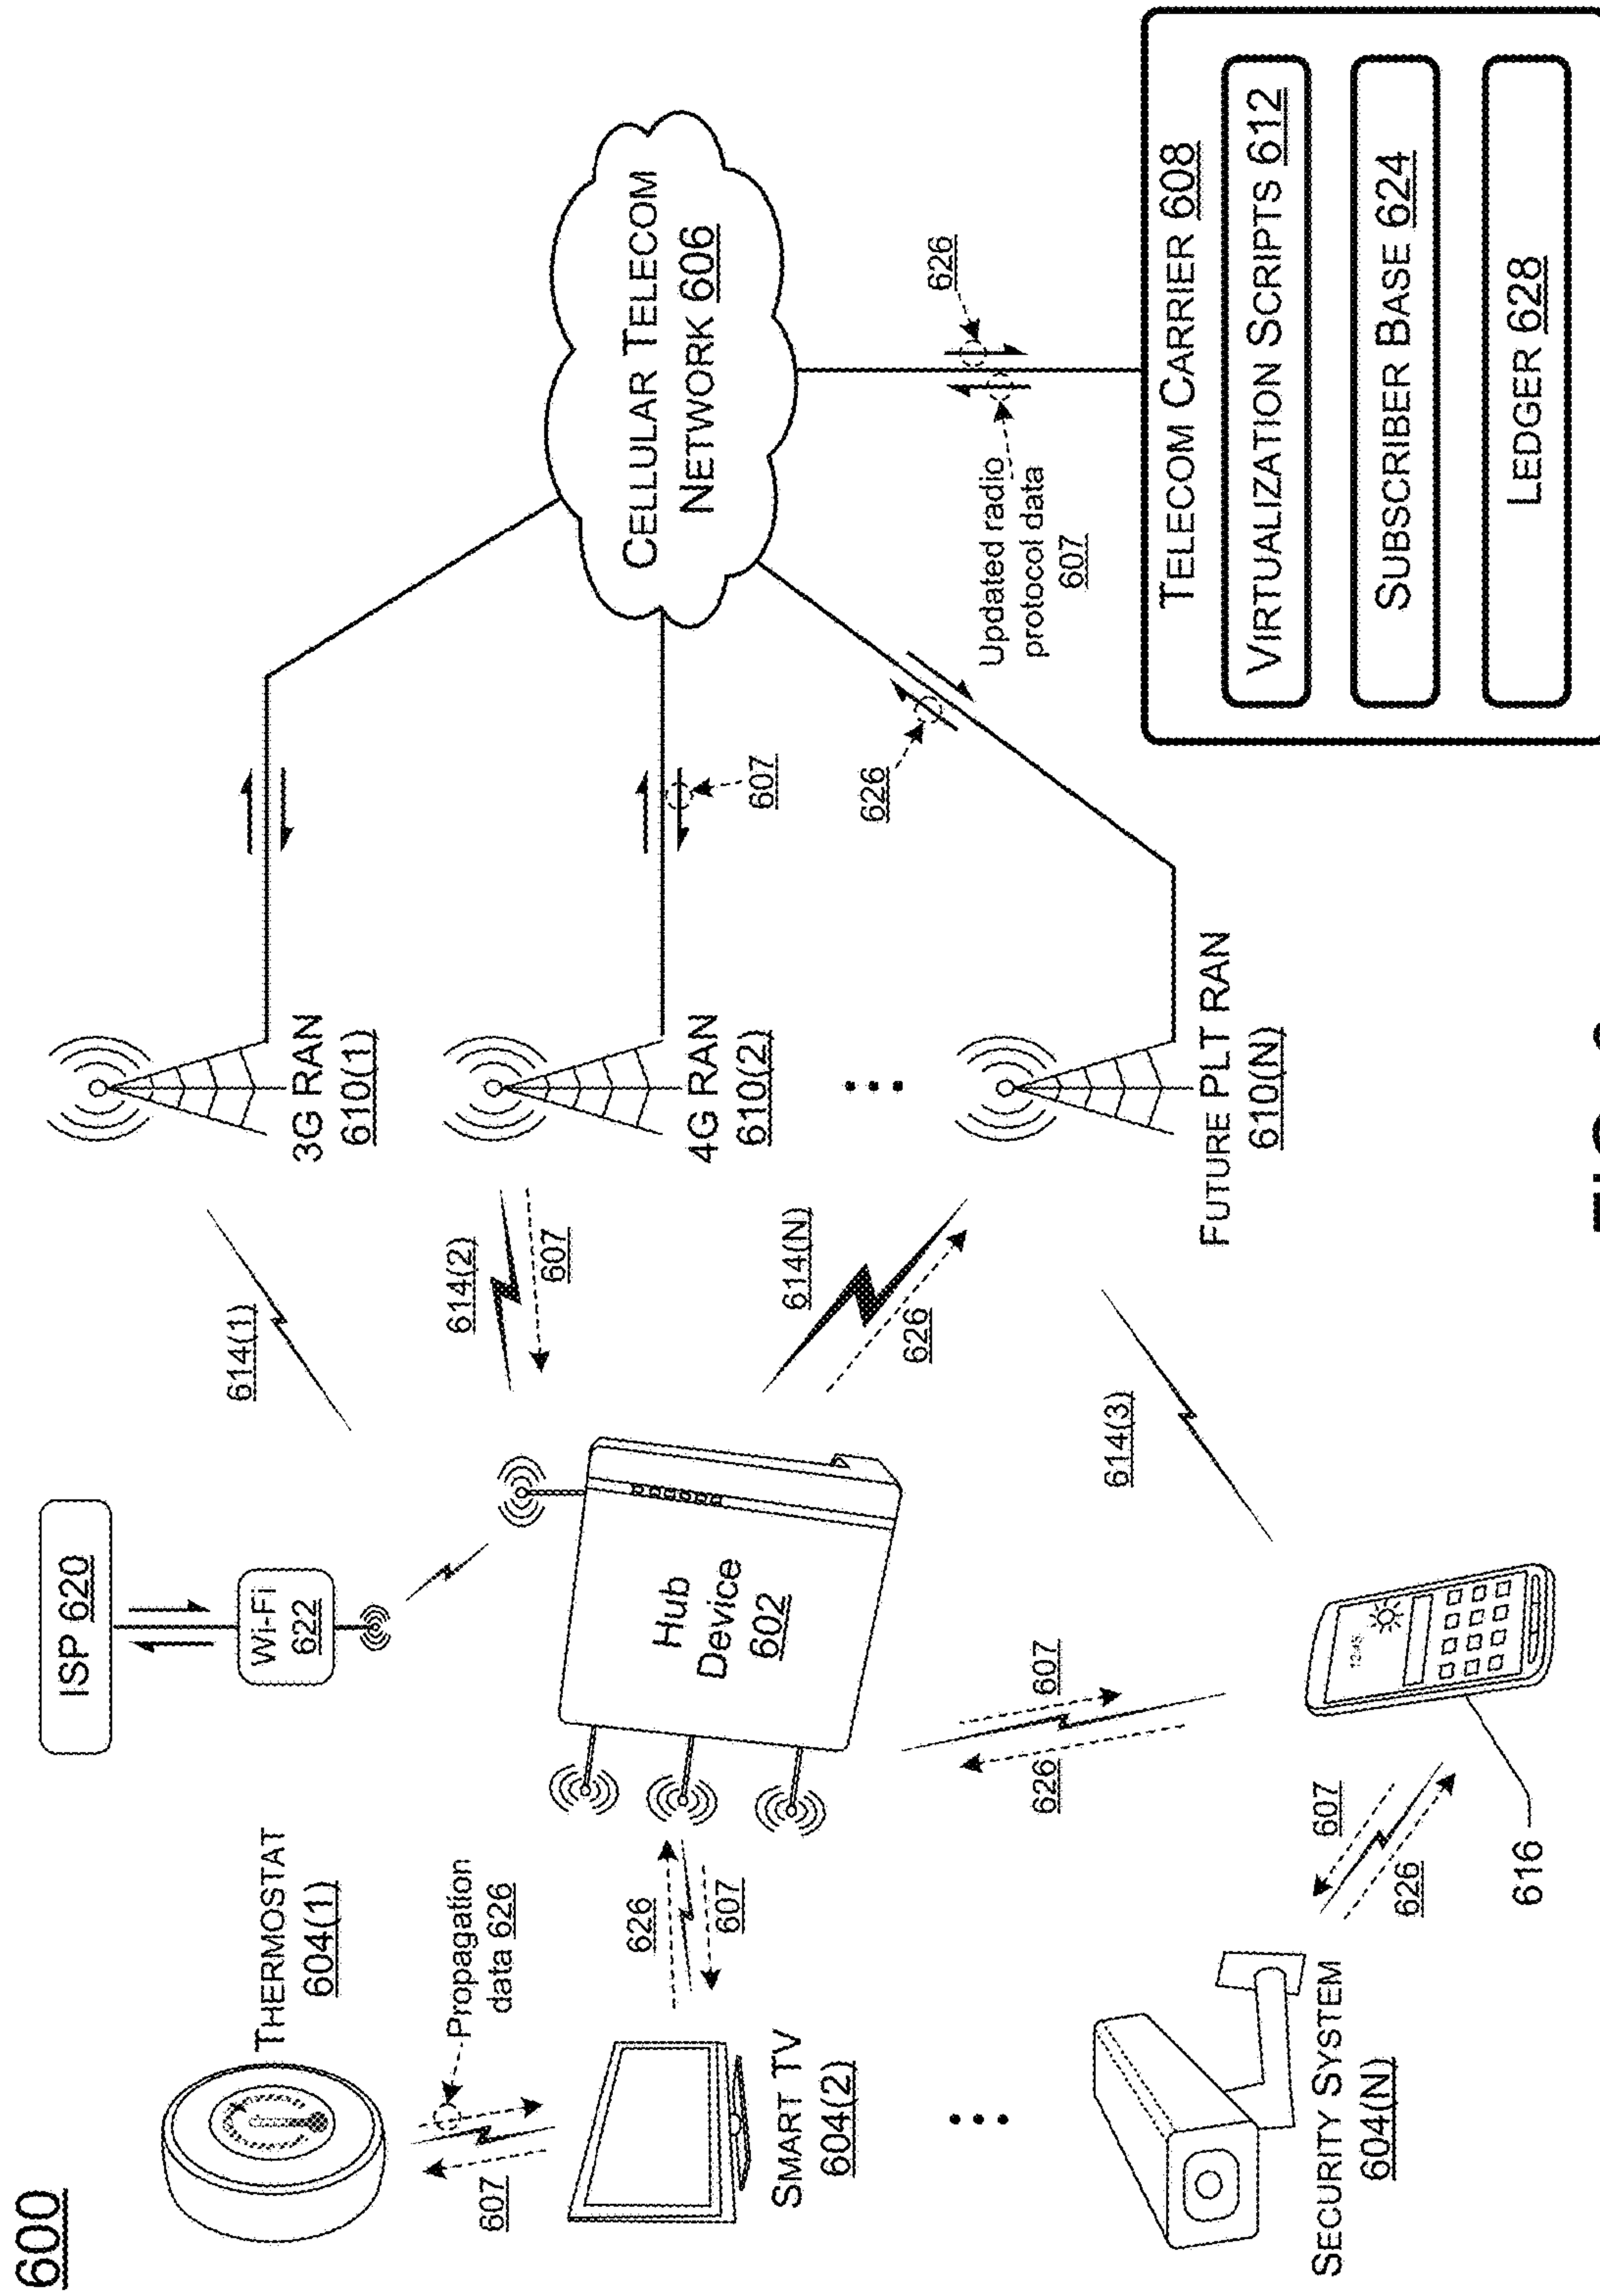 600
THERMOSTAT
604(1)
Propagation
data 626
607
SMART TV
604(2)
SECURITY SYSTEM
604(N)
626
607
ISP 620
Wi-Fi
622
Hub
Device
602
626
607
607
626
616
12:45
614(1)
614(2)
607
614(N)
626
614(3)
3G RAN
610(1)
4G RAN
610(2)
FUTURE PLT RAN
610(N)
607
626
CELLULAR TELECOM
NETWORK 606
626
Updated radio
protocol data
607
TELECOM CARRIER 608
VIRTUALIZATION SCRIPTS 612
SUBSCRIBER BASE 624
LEDGER 628